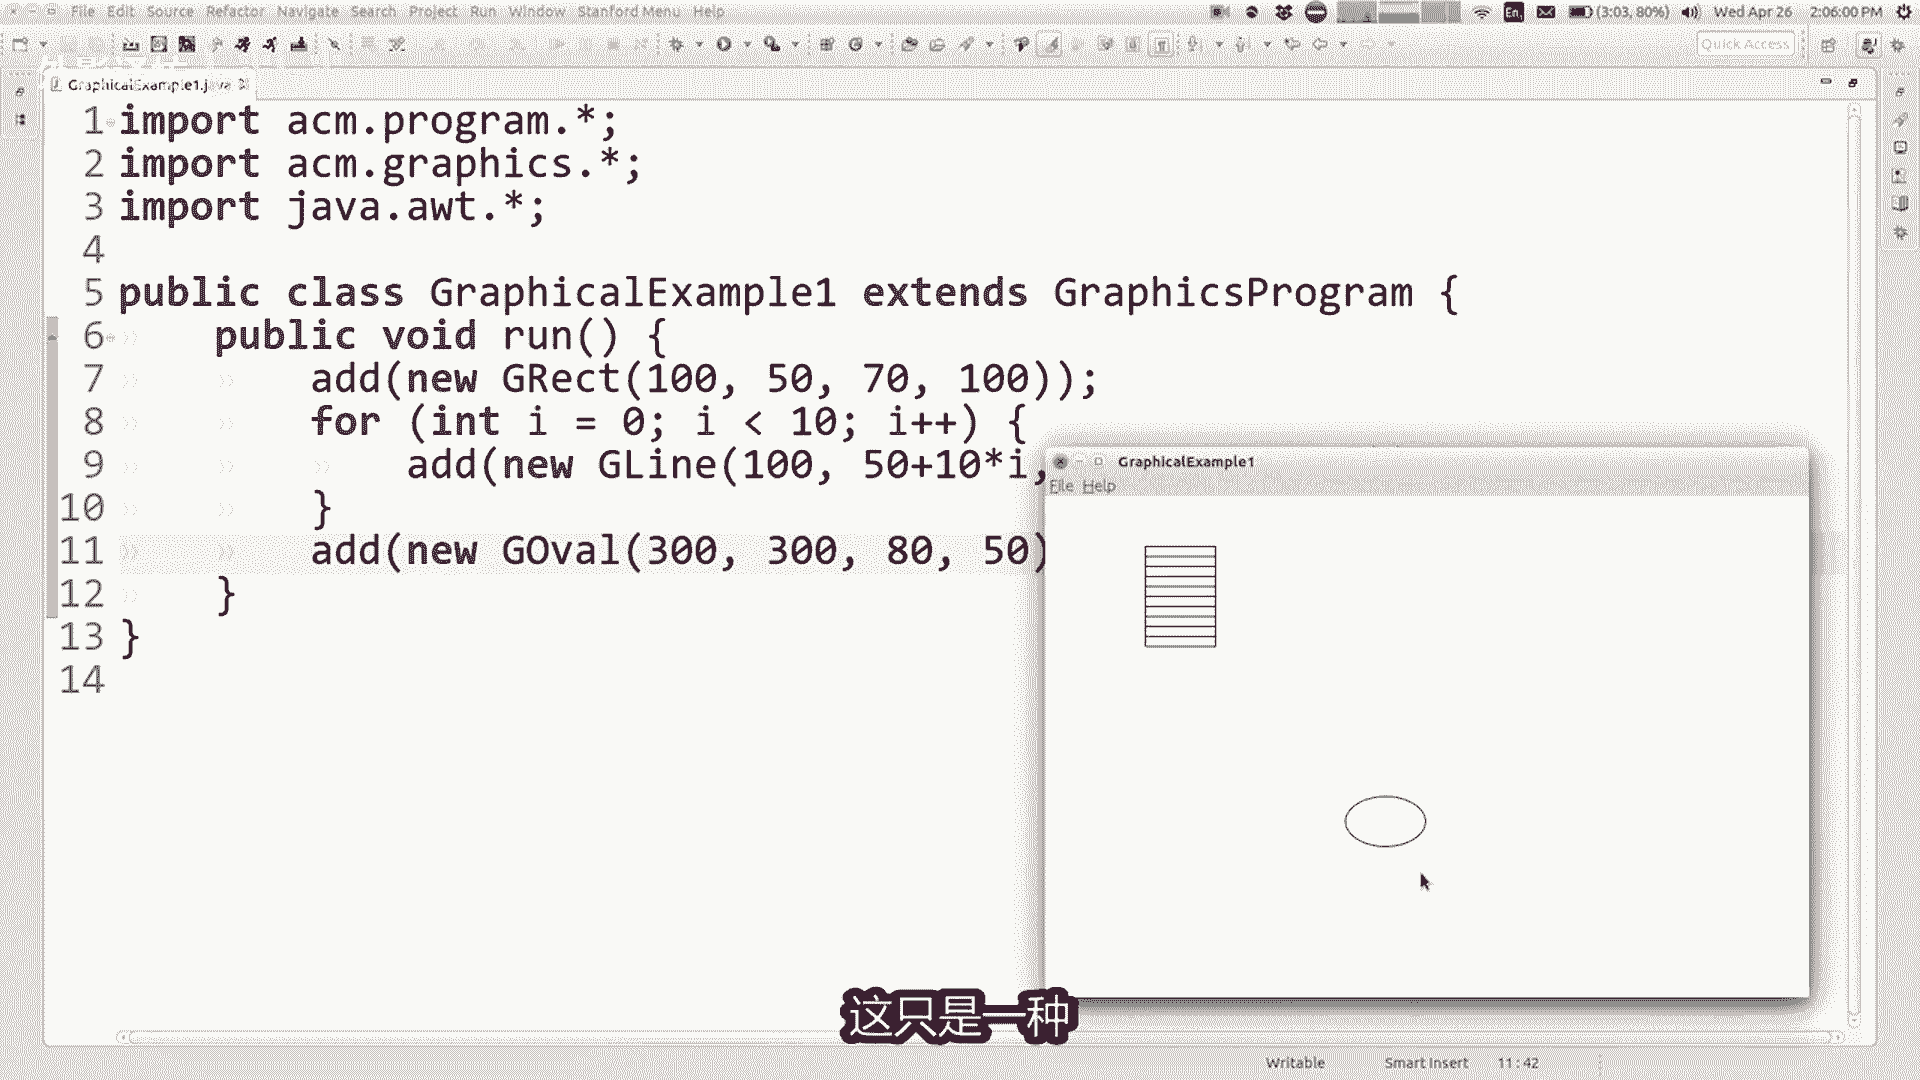 File Edit Source Refactor Navigate Search Project Run Window Stanford Menu Help
En (3:03, 80%) Wed Apr 26 2:06:00 PM
Quick Access
GraphicalExample1.java
1 import acm.program.*;
2 import acm.graphics.*;
3 import java.awt.*;
4
5 public class GraphicalExample1 extends GraphicsProgram {
6 public void run() {
7 add(new GRect(100, 50, 70, 100));
8 for (int i = 0; i < 10; i++) {
9 add(new GLine(100, 50+10*i,
10 }
11 add(new GOval(300, 300, 80, 50)
12 }
13 }
14
GraphicalExample1
File Help
这只是一种
Writable Smart Insert 11:42